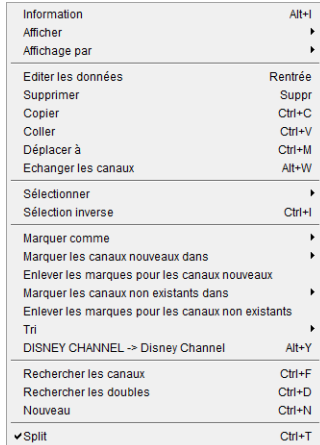 Information Alt+I
Afficher
Affichage par
Editer les données Rentrée
Supprimer Suppr
Copier Ctrl+C
Coller Ctrl+V
Déplacer à Ctrl+M
Echanger les canaux Alt+W
Sélectionner
Sélection inverse Ctrl+I
Marquer comme
Marquer les canaux nouveaux dans
Enlever les marques pour les canaux nouveaux
Marquer les canaux non existants dans
Enlever les marques pour les canaux non existants
Tri
DISNEY CHANNEL -> Disney Channel Alt+Y
Rechercher les canaux Ctrl+F
Rechercher les doubles Ctrl+D
Nouveau Ctrl+N
Split Ctrl+T